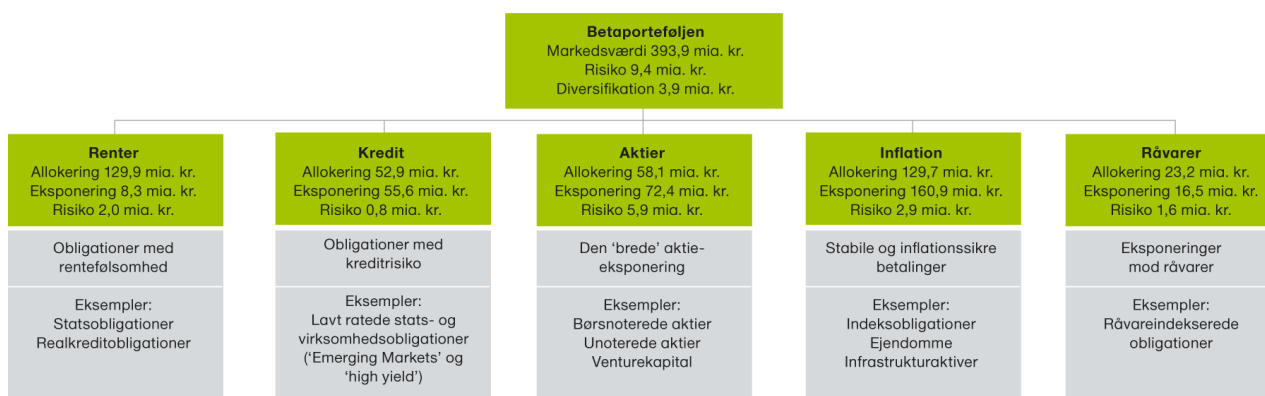 Betaporteføljen
Markedsværdi 393,9 mia. kr.
Risiko 9,4 mia. kr.
Diversifikation 3,9 mia. kr.
Renter
Allokering 129,9 mia. kr.
Eksponering 8,3 mia. kr.
Risiko 2,0 mia. kr.
Obligationer med
rentefølsomhed
Eksempler:
Statsobligationer
Realkreditobligationer
Kredit
Allokering 52,9 mia. kr.
Eksponering 55,6 mia. kr.
Risiko 0,8 mia. kr.
Obligationer med
kreditrisiko
Eksempler:
Lavt ratede stats- og
virksomhedsobligationer
(‘Emerging Markets’ og
‘high yield’)
Aktier
Allokering 58,1 mia. kr.
Eksponering 72,4 mia. kr.
Risiko 5,9 mia. kr.
Den ‘brede’ aktie-
eksponering
Eksempler:
Børsnoterede aktier
Unoterede aktier
Venturekapital
Inflation
Allokering 129,7 mia. kr.
Eksponering 160,9 mia. kr.
Risiko 2,9 mia. kr.
Stabile og inflationssikre
betalinger
Eksempler:
Indeksobligationer
Ejendomme
Infrastrukturaktiver
Råvarer
Allokering 23,2 mia. kr.
Eksponering 16,5 mia. kr.
Risiko 1,6 mia. kr.
Eksponeringer
mod råvarer
Eksempler:
Råvareindekserede
obligationer